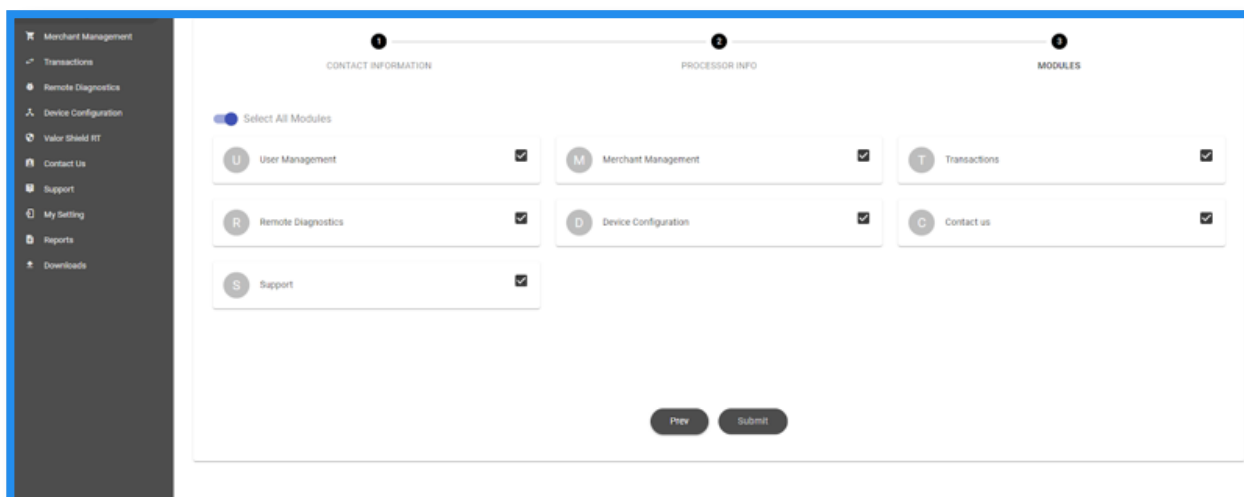 Merchant Management
Transactions
Remote Diagnostics
Device Configuration
Valor Shield RT
Contact Us
Support
My Setting
Reports
Downloads
1 2 3
CONTACT INFORMATION PROCESSOR INFO MODULES
Select All Modules
U User Management M Merchant Management T Transactions
R Remote Diagnostics D Device Configuration C Contact us
S Support
Prev Submit